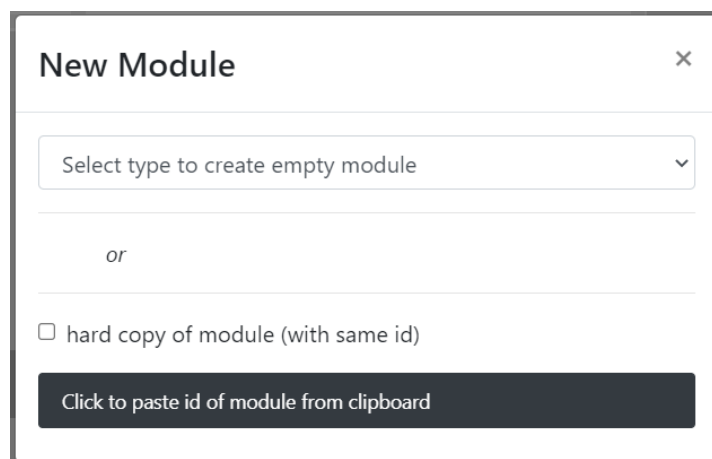 New Module
×
Select type to create empty module
or
hard copy of module (with same id)
Click to paste id of module from clipboard